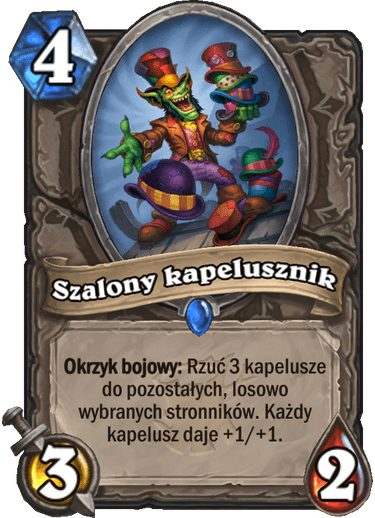 4
Szalony kapelusznik
Okrzyk bojowy: Rzuć 3 kapelusze
do pozostałych, losowo
wybranych stronników. Każdy
kapelusz daje +1/+1.
3
2